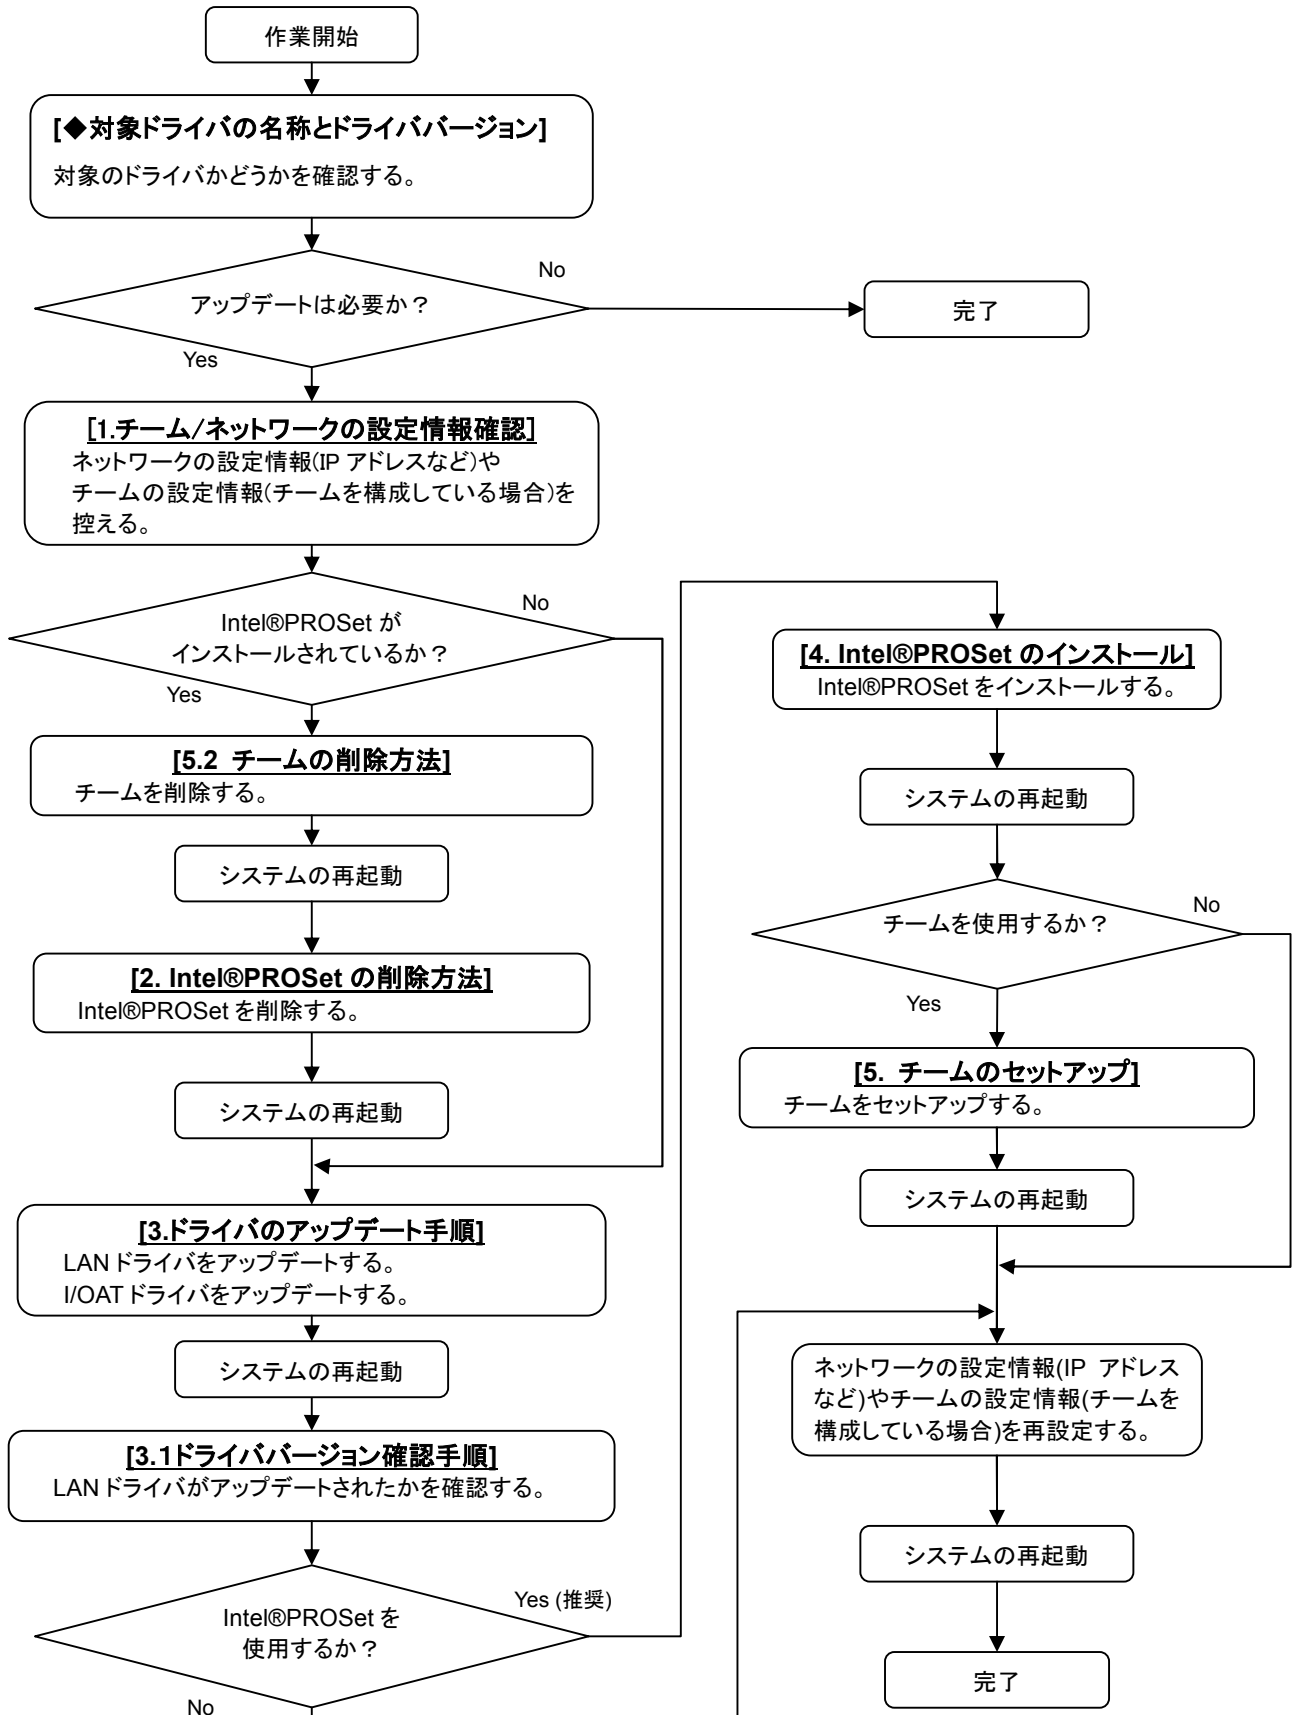 作業開始
[◆対象ドライバの名称とドライババージョン]
対象のドライバかどうかを確認する。
アップデートは必要か？
No
完了
Yes
[1.チーム/ネットワークの設定情報確認]
ネットワークの設定情報(IP アドレスなど)や
チームの設定情報(チームを構成している場合)を
控える。
Intel®PROSet が
インストールされているか？
No
Yes
[5.2 チームの削除方法]
チームを削除する。
システムの再起動
[2. Intel®PROSet の削除方法]
Intel®PROSet を削除する。
システムの再起動
[3.ドライバのアップデート手順]
LAN ドライバをアップデートする。
I/OAT ドライバをアップデートする。
システムの再起動
[3.1ドライババージョン確認手順]
LAN ドライバがアップデートされたかを確認する。
Intel®PROSet を
使用するか？
Yes (推奨)
No
[4. Intel®PROSet のインストール]
Intel®PROSet をインストールする。
システムの再起動
チームを使用するか？
No
Yes
[5. チームのセットアップ]
チームをセットアップする。
システムの再起動
ネットワークの設定情報(IP アドレス
など)やチームの設定情報(チームを
構成している場合)を再設定する。
システムの再起動
完了